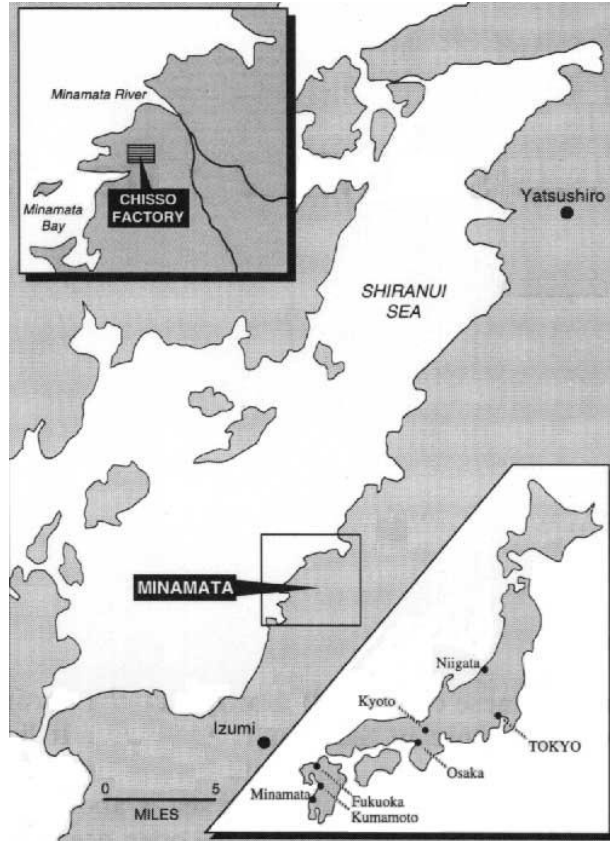 Minamata River
CHISSO
FACTORY
Minamata
Bay
Yatsushiro
SHIRANUI
SEA
MINAMATA
Izumi
0 5
MILES
Niigata
Kyoto
TOKYO
Osaka
Minamata
Fukuoka
Kumamoto